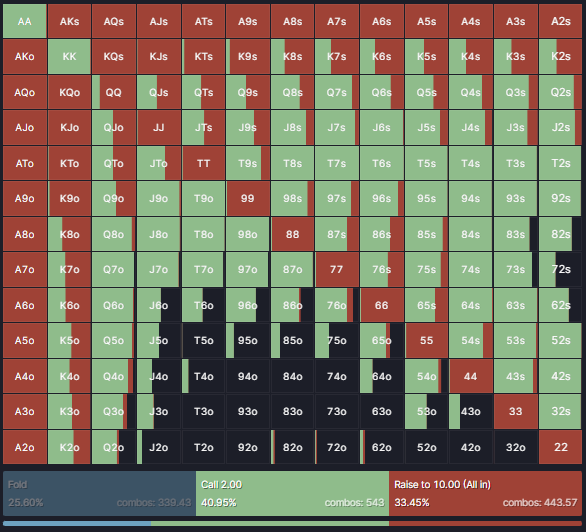 AA AKs AQs AJs ATs A9s A8s A7s A6s A5s A4s A3s A2s
AKo KK KQs KJs KTs K9s K8s K7s K6s K5s K4s K3s K2s
AQo KQo QQ QJs QTs Q9s Q8s Q7s Q6s Q5s Q4s Q3s Q2s
AJo KJo QJo JJ JTs J9s J8s J7s J6s J5s J4s J3s J2s
ATo KTo QTo JTo TT T9s T8s T7s T6s T5s T4s T3s T2s
A9o K9o Q9o J9o T9o 99 98s 97s 96s 95s 94s 93s 92s
A8o K8o Q8o J8o T8o 98o 88 87s 86s 85s 84s 83s 82s
A7o K7o Q7o J7o T7o 97o 87o 77 76s 75s 74s 73s 72s
A6o K6o Q6o J6o T6o 96o 86o 76o 66 65s 64s 63s 62s
A5o K5o Q5o J5o T5o 95o 85o 75o 65o 55 54s 53s 52s
A4o K4o Q4o J4o T4o 94o 84o 74o 64o 54o 44 43s 42s
A3o K3o Q3o J3o T3o 93o 83o 73o 63o 53o 43o 33 32s
A2o K2o Q2o J2o T2o 92o 82o 72o 62o 52o 42o 32o 22
Fold Call 2.00 Raise to 10.00 (All in)
25.60% combos: 339.43 40.95% combos: 543 33.45% combos: 443.57